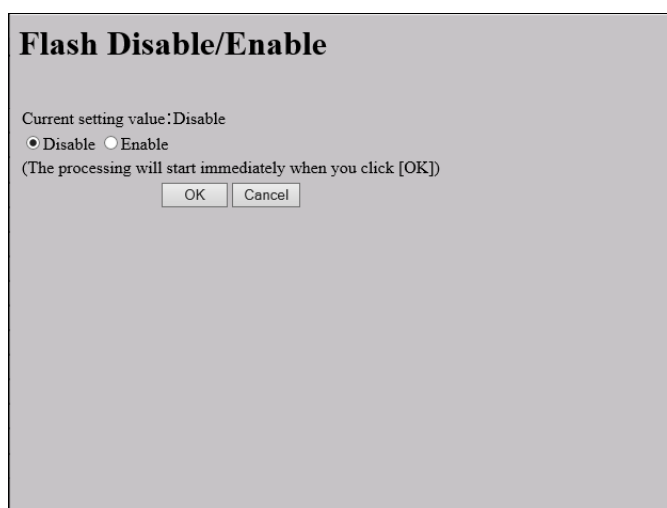 Flash Disable/Enable
Current setting value:Disable
Disable Enable
(The processing will start immediately when you click [OK])
OK Cancel